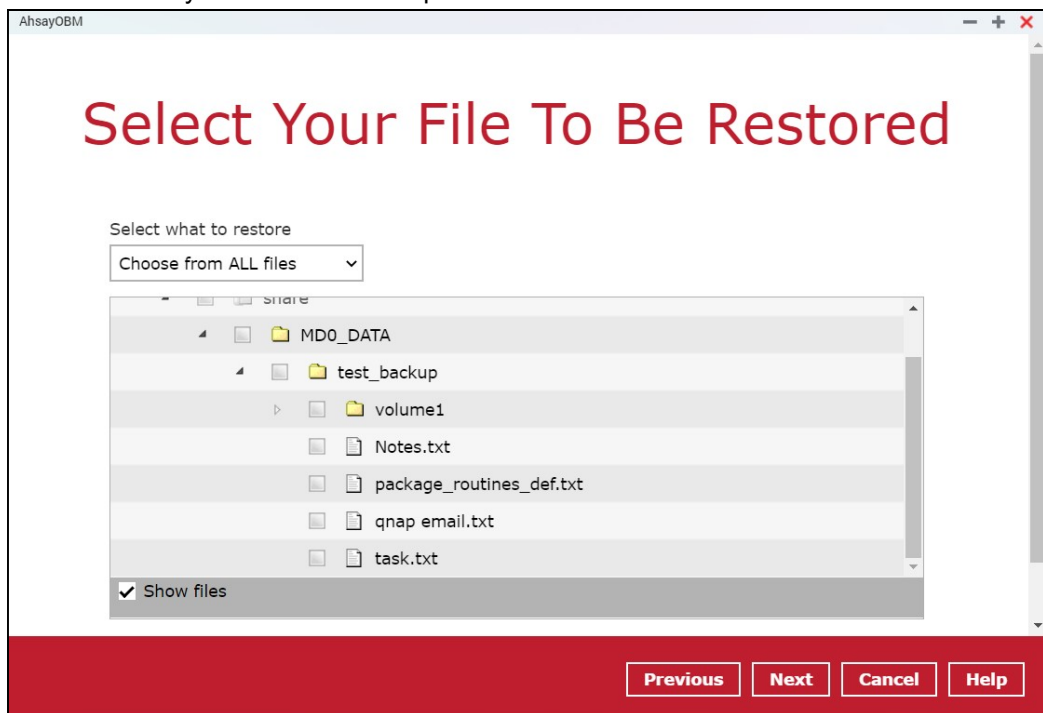 AhsayOBM
Select Your File To Be Restored
Select what to restore
Choose from ALL files
share
MD0_DATA
test_backup
volume1
Notes.txt
package_routines_def.txt
qnap email.txt
task.txt
Show files
Previous Next Cancel Help